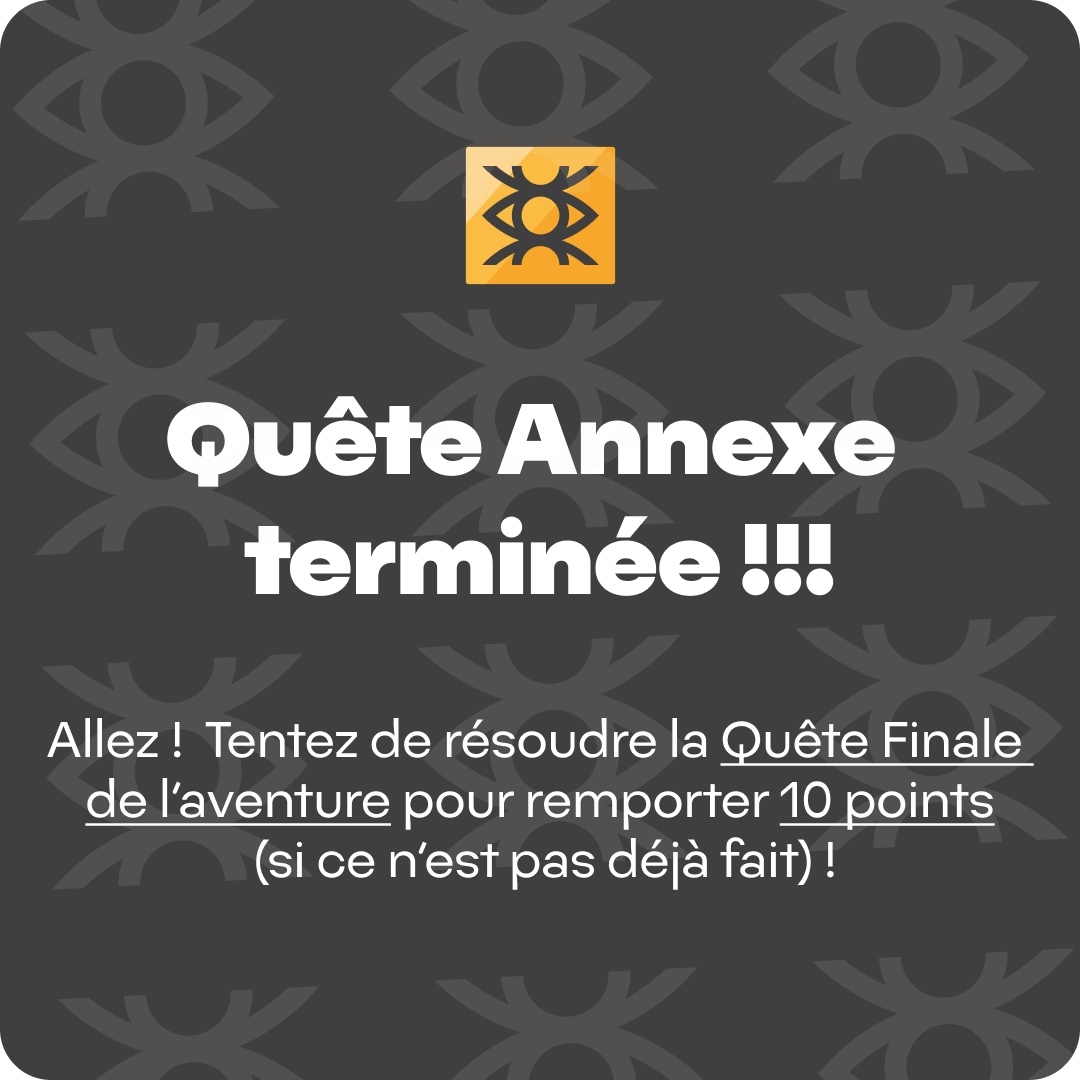 Quête Annexe
terminée !!!
Allez ! Tentez de résoudre la Quête Finale
de l’aventure pour remporter 10 points
(si ce n’est pas déjà fait) !